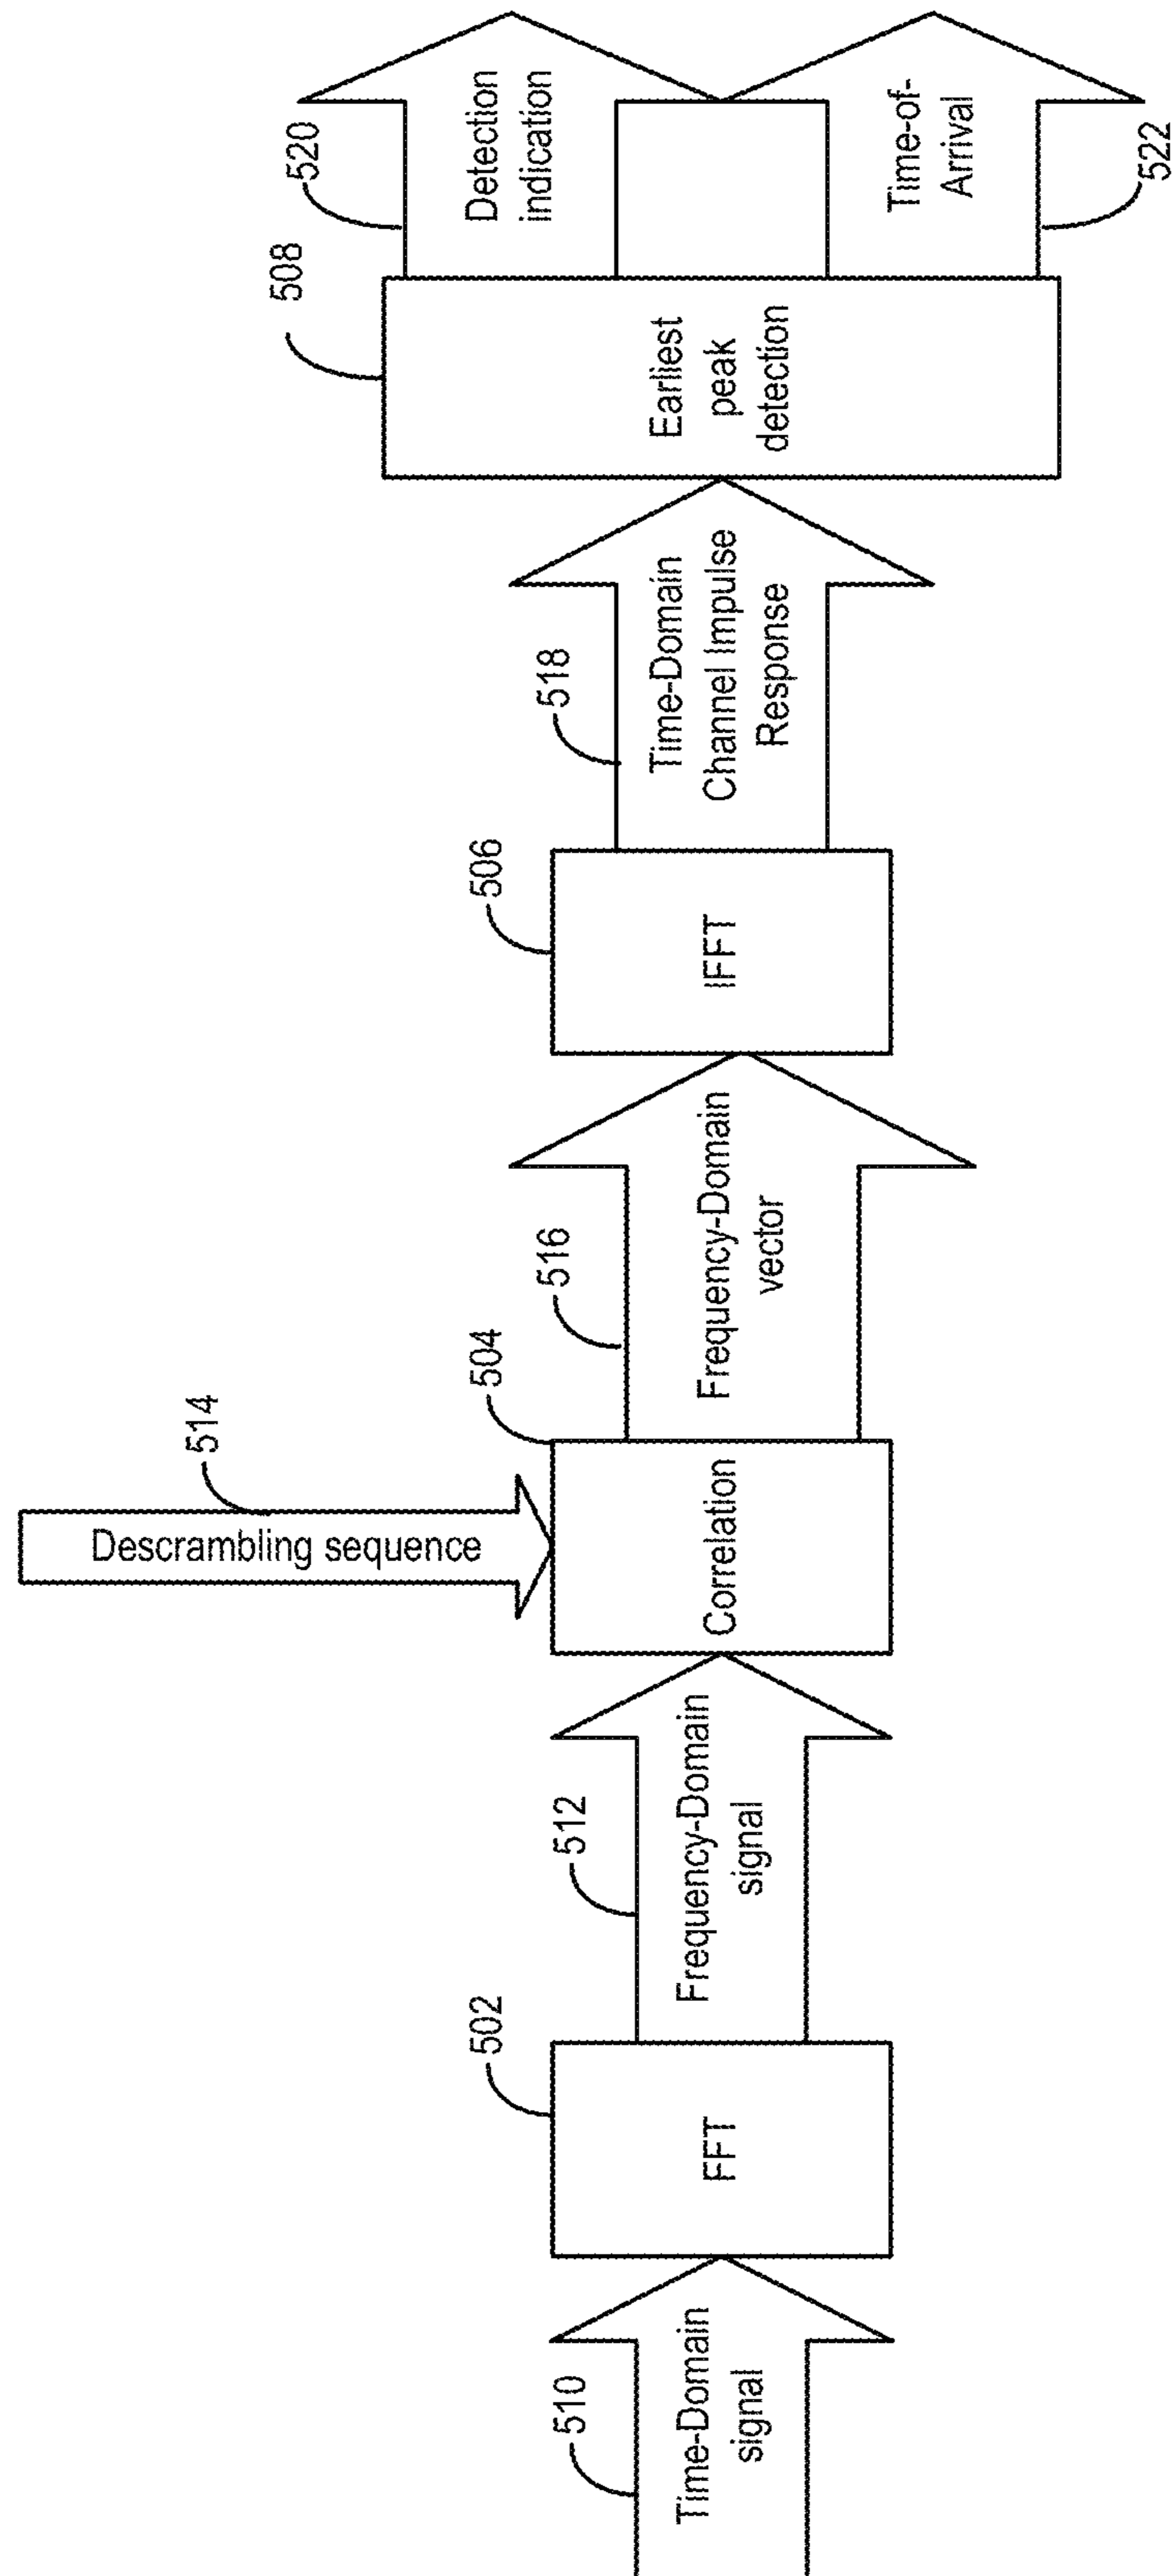 510
Time-Domain
signal
502
FFT
512
Frequency-Domain
signal
514
Descrambling sequence
504
Correlation
516
Frequency-Domain
vector
506
IFFT
518
Time-Domain
Channel Impulse
Response
508
Earliest
peak
detection
520
Detection
indication
Time-of-
Arrival
522